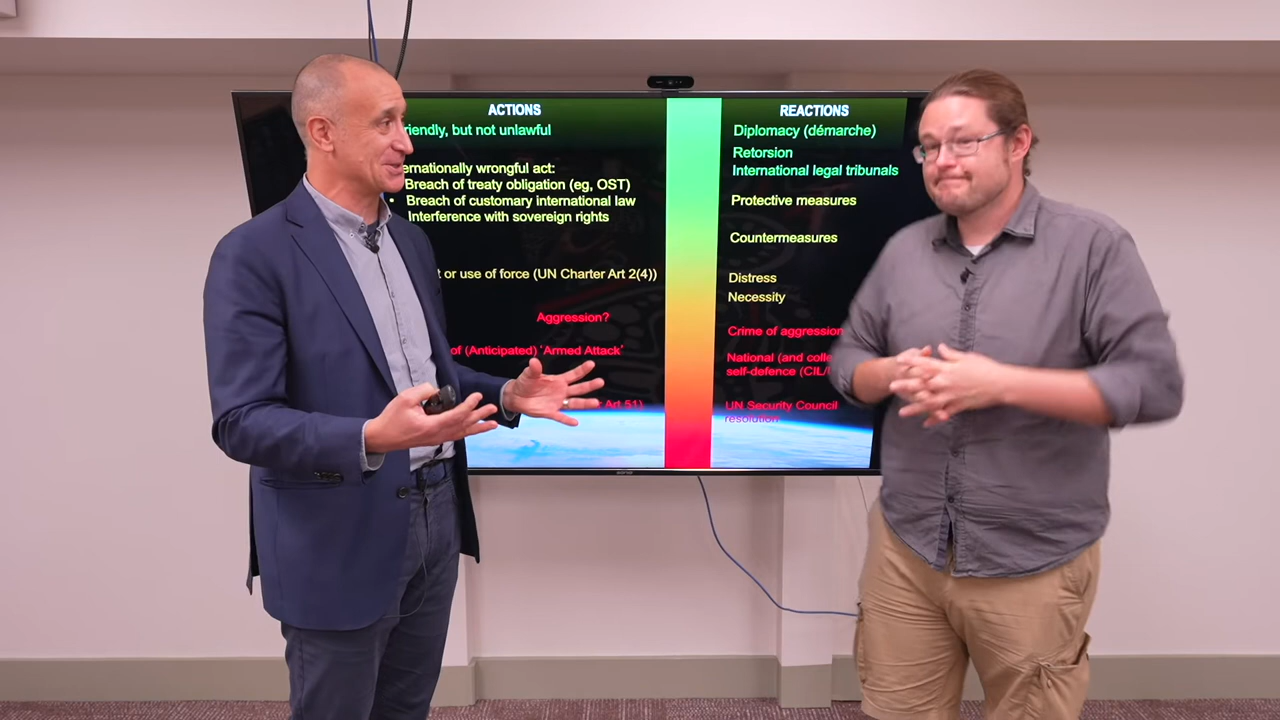 ACTIONS
iendly, but not unlawful
ernationally wrongful act:
Breach of treaty obligation (eg, OST)
• Breach of customary international law
Interference with sovereign rights
t or use of force (UN Charter Art 2(4))
Aggression?
of (Anticipated) 'Armed Attack'
Art 51)
REACTIONS
Diplomacy (démarche)
Retorsion
International legal tribunals
Protective measures
Countermeasures
Distress
Necessity
Crime of aggression
National (and colle
self-defence (CIL/
UN Security Council
resolution